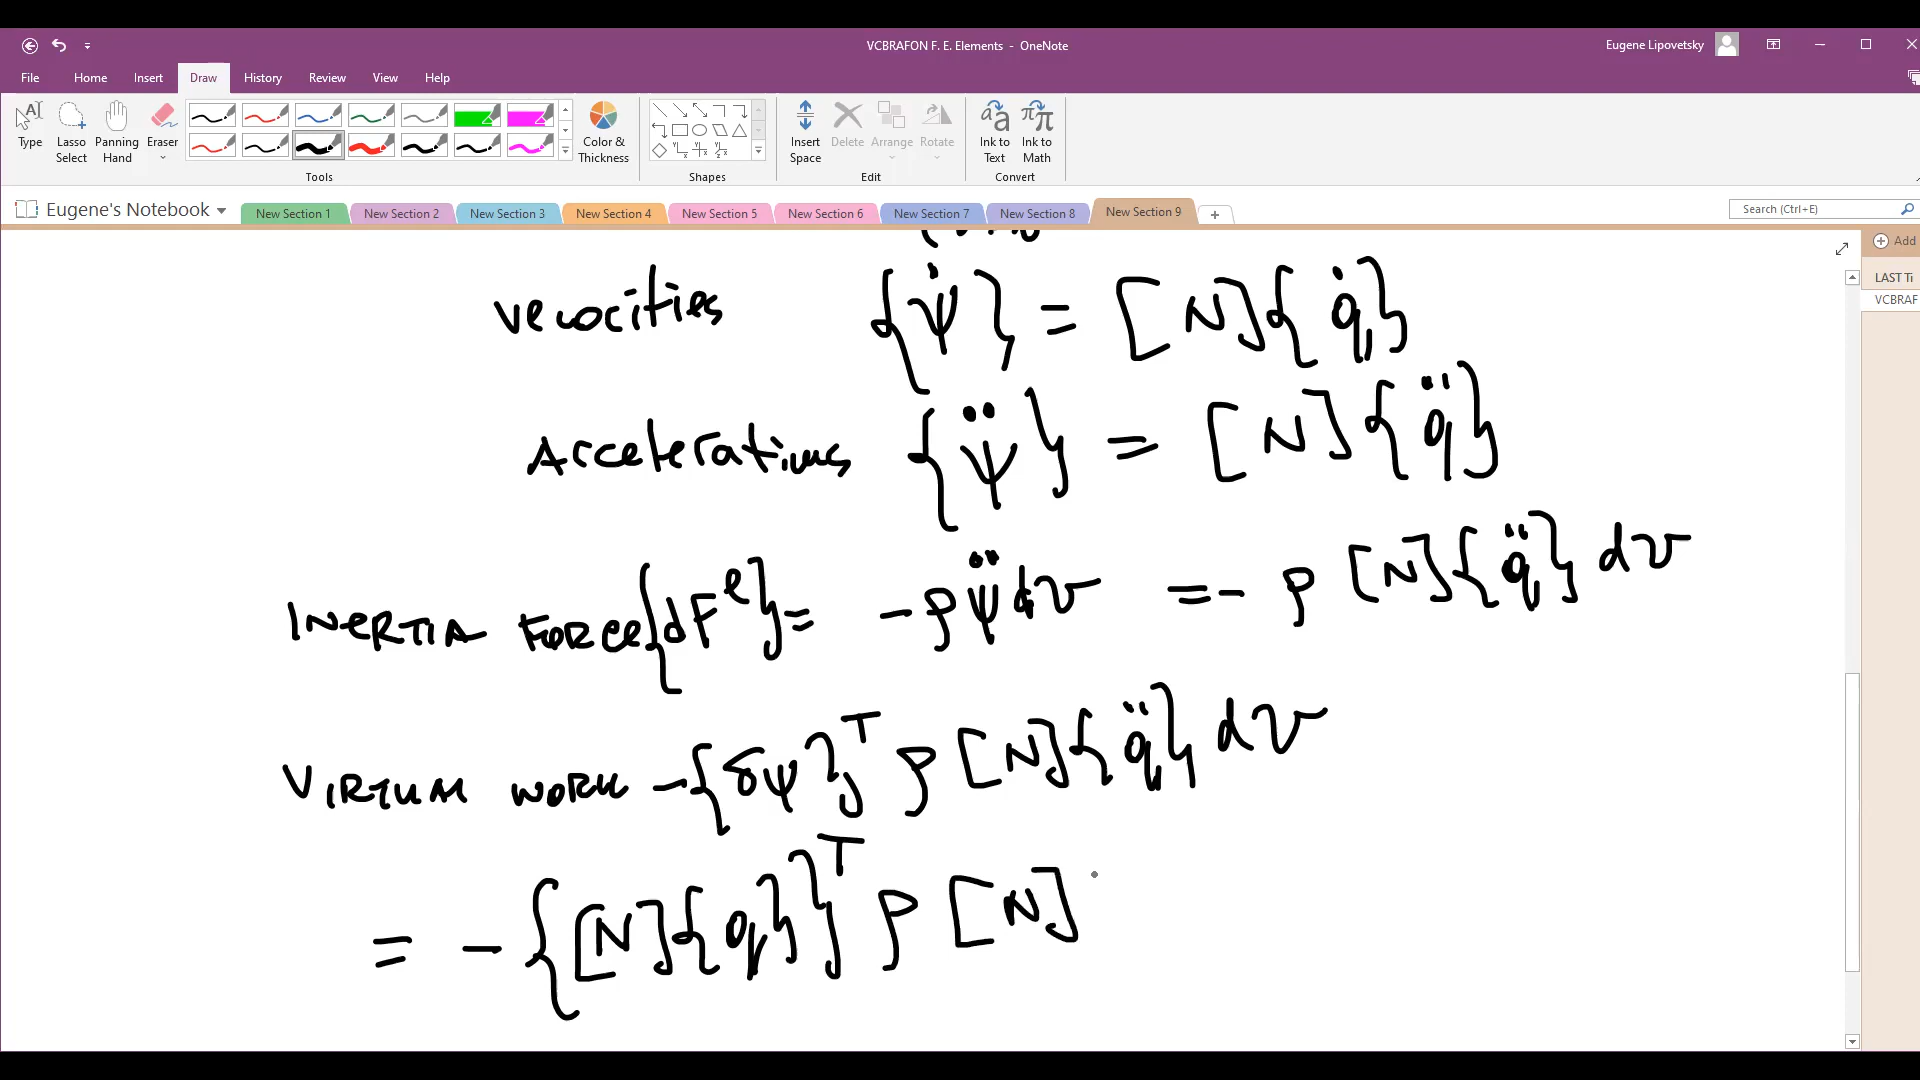 VCBRAFON F. E. Elements - OneNote
Eugene Lipovetsky
File Home Insert Draw History Review View Help
Type
Lasso Select
Panning Hand
Eraser
Color & Thickness
Insert Space
Delete
Arrange
Rotate
Ink to Text
Ink to Math
Tools Shapes Edit Convert
Eugene's Notebook
New Section 1 New Section 2 New Section 3 New Section 4 New Section 5 New Section 6 New Section 7 New Section 8 New Section 9
Search (Ctrl+E)
Add
LAST Ti
VCBRAF
velocities {ψ̇} = [N]{q̇}
Accelerations {ψ̈} = [N]{q̈}
INERTIA FORCE {dF^e} = -ρψ̈dv = -ρ[N]{q̈}dv
VIRTUAL WORK -{δψ}^T ρ[N]{q̈}dv
= -{[N]{q}}^T ρ[N]